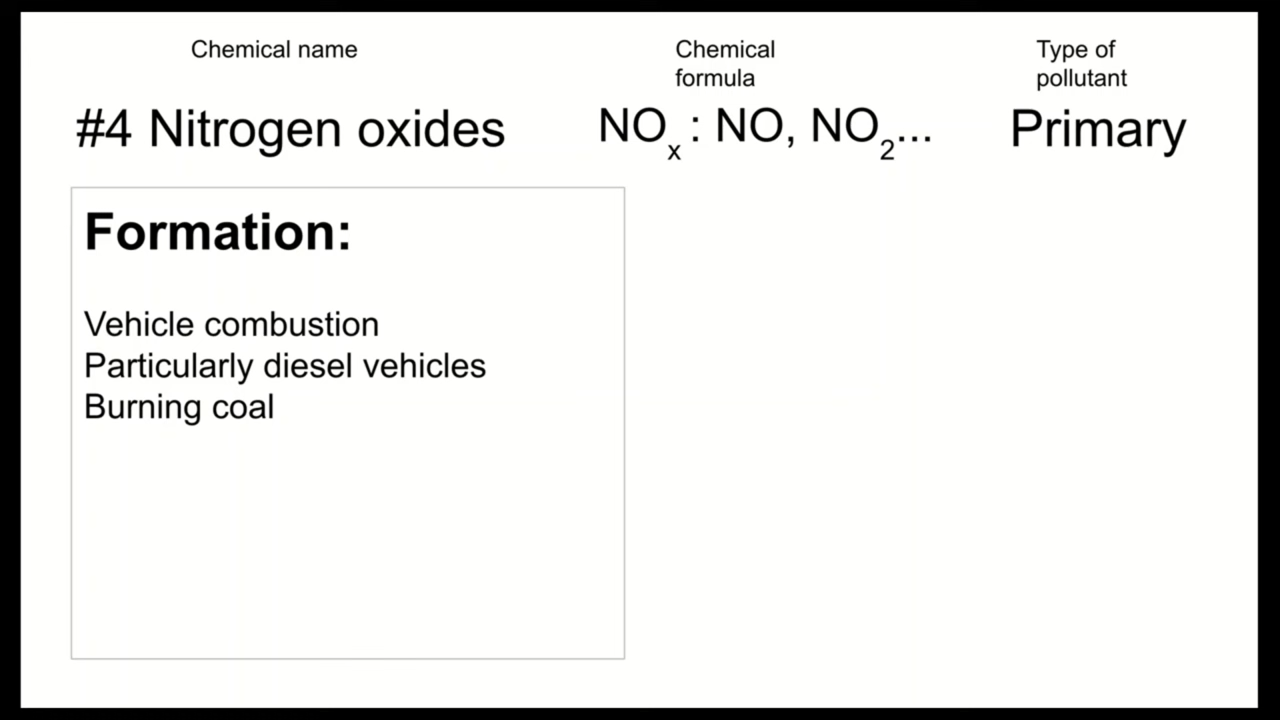 Chemical name
Chemical
formula
Type of
pollutant
#4 Nitrogen oxides
NOₓ : NO, NO₂...
Primary
Formation:
Vehicle combustion
Particularly diesel vehicles
Burning coal